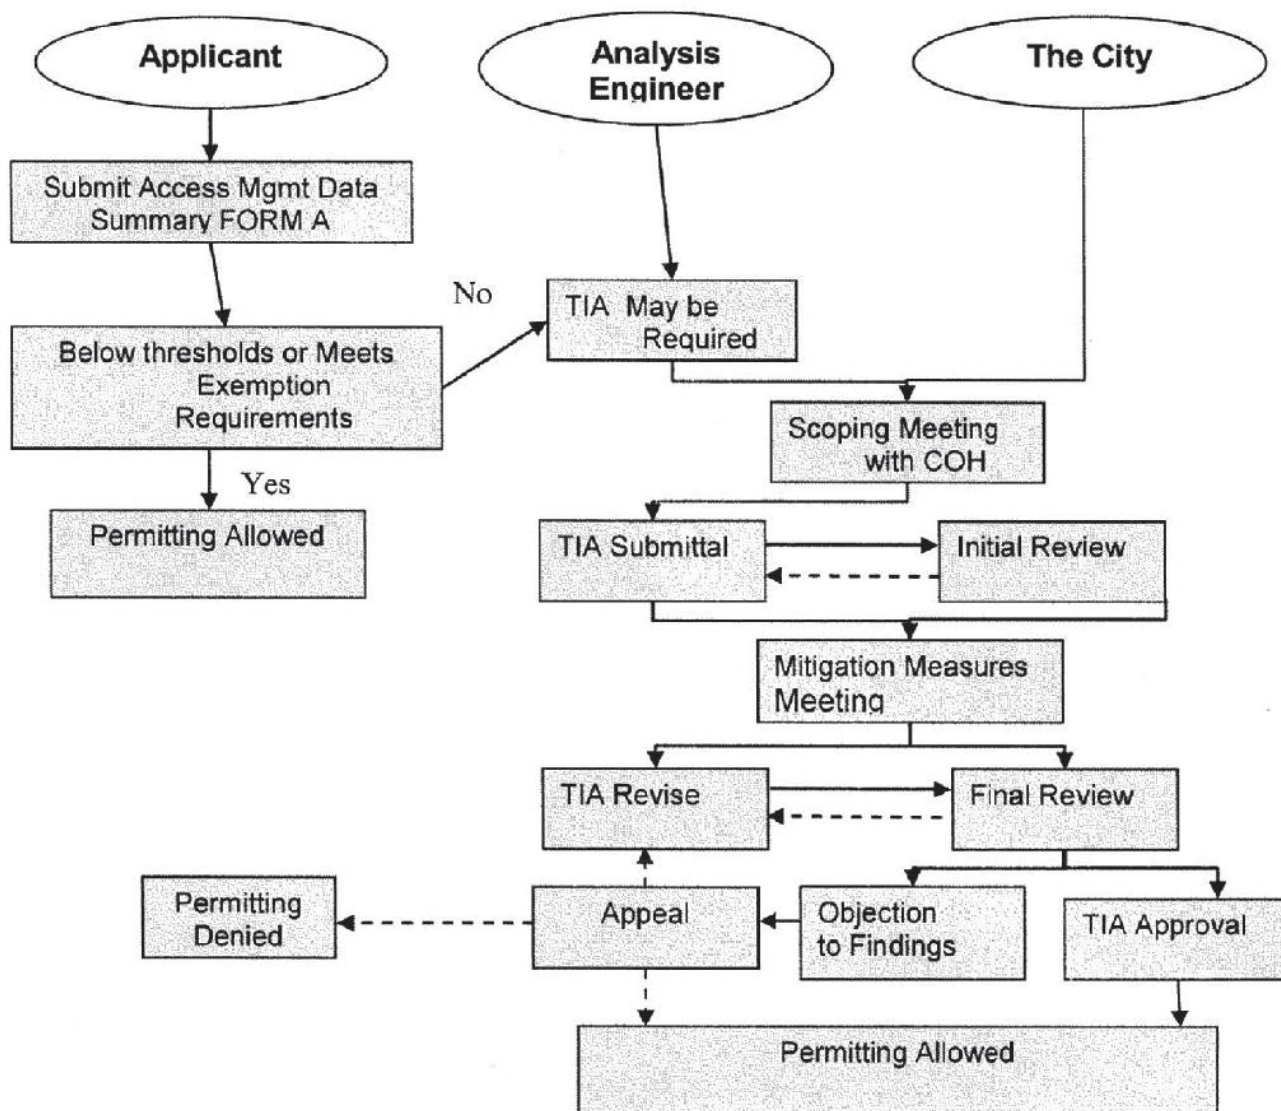 Applicant
Analysis
Engineer
The City
Submit Access Mgmt Data
Summary FORM A
No
TIA May be
Required
Below thresholds or Meets
Exemption
Requirements
Scoping Meeting
with COH
Yes
Permitting Allowed
TIA Submittal
Initial Review
Mitigation Measures
Meeting
TIA Revise
Final Review
Permitting
Denied
Appeal
Objection
to Findings
TIA Approval
Permitting Allowed